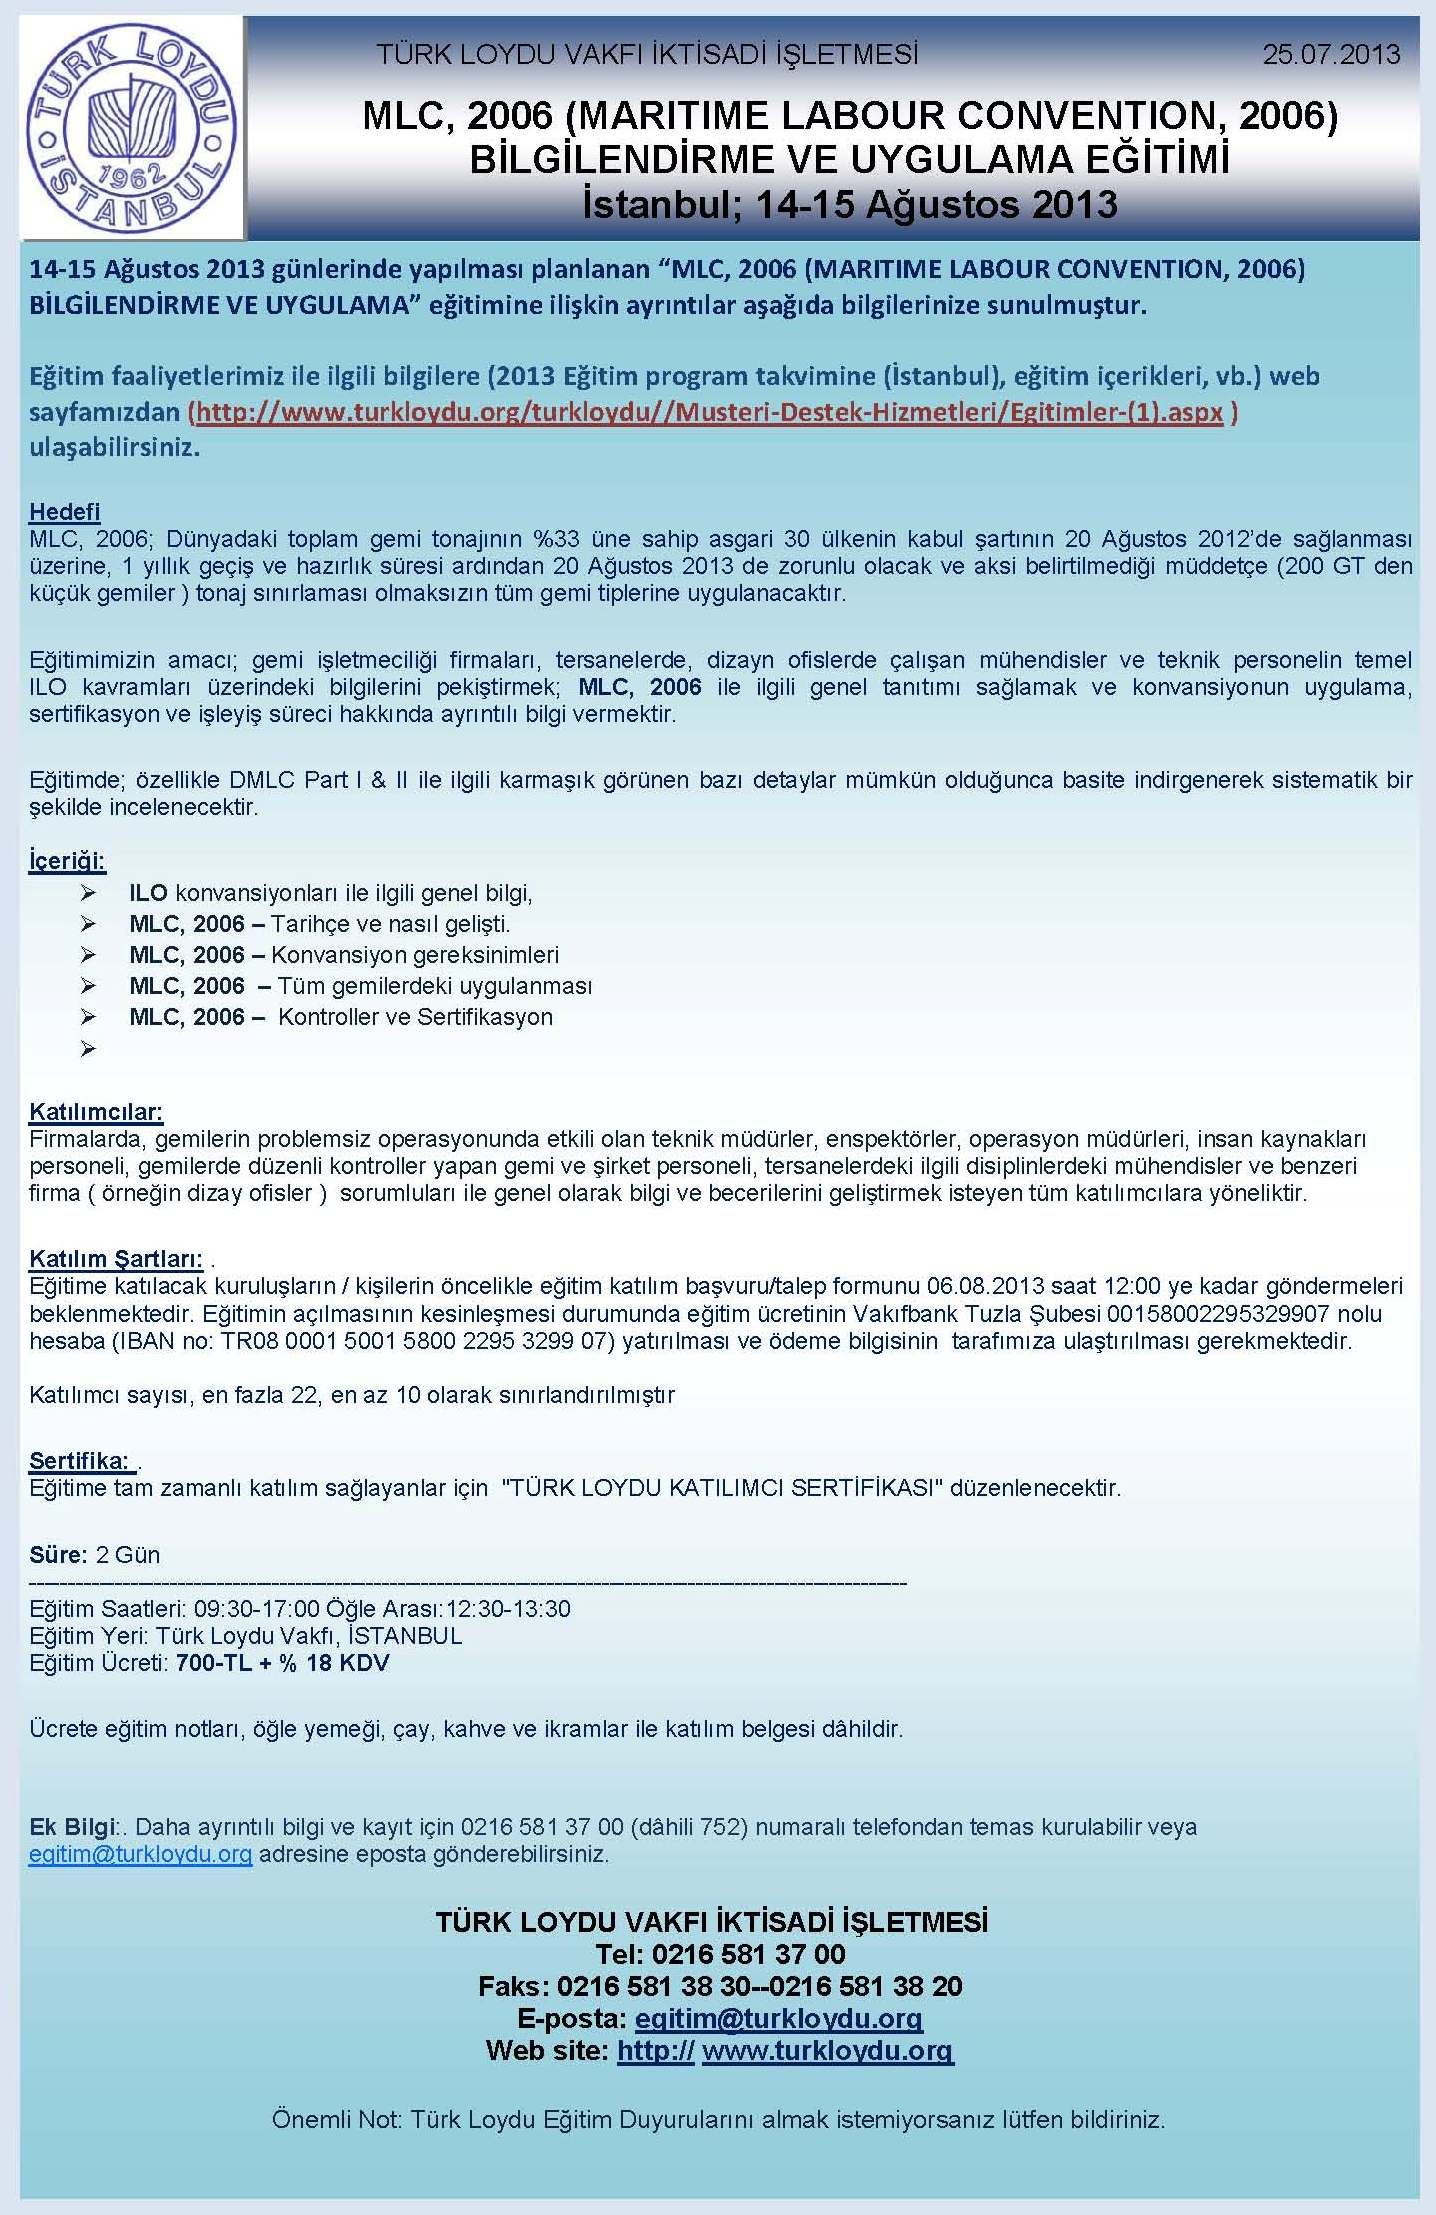 TÜRK LOYDU
1962
İSTANBUL
TÜRK LOYDU VAKFI İKTİSADİ İŞLETMESİ 25.07.2013
MLC, 2006 (MARITIME LABOUR CONVENTION, 2006)
BİLGİLENDİRME VE UYGULAMA EĞİTİMİ
İstanbul; 14-15 Ağustos 2013
14-15 Ağustos 2013 günlerinde yapılması planlanan “MLC, 2006 (MARITIME LABOUR CONVENTION, 2006)
BİLGİLENDİRME VE UYGULAMA” eğitimine ilişkin ayrıntılar aşağıda bilgilerinize sunulmuştur.
Eğitim faaliyetlerimiz ile ilgili bilgilere (2013 Eğitim program takvimine (İstanbul), eğitim içerikleri, vb.) web
sayfamızdan (http://www.turkloydu.org/turkloydu//Musteri-Destek-Hizmetleri/Egitimler-(1).aspx )
ulaşabilirsiniz.
Hedefi
MLC, 2006; Dünyadaki toplam gemi tonajının %33 üne sahip asgari 30 ülkenin kabul şartının 20 Ağustos 2012’de sağlanması
üzerine, 1 yıllık geçiş ve hazırlık süresi ardından 20 Ağustos 2013 de zorunlu olacak ve aksi belirtilmediği müddetçe (200 GT den
küçük gemiler ) tonaj sınırlaması olmaksızın tüm gemi tiplerine uygulanacaktır.
Eğitimimizin amacı; gemi işletmeciliği firmaları, tersanelerde, dizayn ofislerde çalışan mühendisler ve teknik personelin temel
ILO kavramları üzerindeki bilgilerini pekiştirmek; MLC, 2006 ile ilgili genel tanıtımı sağlamak ve konvansiyonun uygulama,
sertifikasyon ve işleyiş süreci hakkında ayrıntılı bilgi vermektir.
Eğitimde; özellikle DMLC Part I & II ile ilgili karmaşık görünen bazı detaylar mümkün olduğunca basite indirgenerek sistematik bir
şekilde incelenecektir.
İçeriği:
➢ ILO konvansiyonları ile ilgili genel bilgi,
➢ MLC, 2006 – Tarihçe ve nasıl gelişti.
➢ MLC, 2006 – Konvansiyon gereksinimleri
➢ MLC, 2006 – Tüm gemilerdeki uygulanması
➢ MLC, 2006 – Kontroller ve Sertifikasyon
➢
Katılımcılar:
Firmalarda, gemilerin problemsiz operasyonunda etkili olan teknik müdürler, enspektörler, operasyon müdürleri, insan kaynakları
personeli, gemilerde düzenli kontroller yapan gemi ve şirket personeli, tersanelerdeki ilgili disiplinlerdeki mühendisler ve benzeri
firma ( örneğin dizay ofisler ) sorumluları ile genel olarak bilgi ve becerilerini geliştirmek isteyen tüm katılımcılara yöneliktir.
Katılım Şartları: .
Eğitime katılacak kuruluşların / kişilerin öncelikle eğitim katılım başvuru/talep formunu 06.08.2013 saat 12:00 ye kadar göndermeleri
beklenmektedir. Eğitimin açılmasının kesinleşmesi durumunda eğitim ücretinin Vakıfbank Tuzla Şubesi 00158002295329907 nolu
hesaba (IBAN no: TR08 0001 5001 5800 2295 3299 07) yatırılması ve ödeme bilgisinin tarafımıza ulaştırılması gerekmektedir.
Katılımcı sayısı, en fazla 22, en az 10 olarak sınırlandırılmıştır
Sertifika: .
Eğitime tam zamanlı katılım sağlayanlar için "TÜRK LOYDU KATILIMCI SERTİFİKASI" düzenlenecektir.
Süre: 2 Gün
----------------------------------------------------------------------------------------------------------------
Eğitim Saatleri: 09:30-17:00 Öğle Arası:12:30-13:30
Eğitim Yeri: Türk Loydu Vakfı, İSTANBUL
Eğitim Ücreti: 700-TL + % 18 KDV
Ücrete eğitim notları, öğle yemeği, çay, kahve ve ikramlar ile katılım belgesi dâhildir.
Ek Bilgi:. Daha ayrıntılı bilgi ve kayıt için 0216 581 37 00 (dâhili 752) numaralı telefondan temas kurulabilir veya
egitim@turkloydu.org adresine eposta gönderebilirsiniz.
TÜRK LOYDU VAKFI İKTİSADİ İŞLETMESİ
Tel: 0216 581 37 00
Faks: 0216 581 38 30--0216 581 38 20
E-posta: egitim@turkloydu.org
Web site: http:// www.turkloydu.org
Önemli Not: Türk Loydu Eğitim Duyurularını almak istemiyorsanız lütfen bildiriniz.